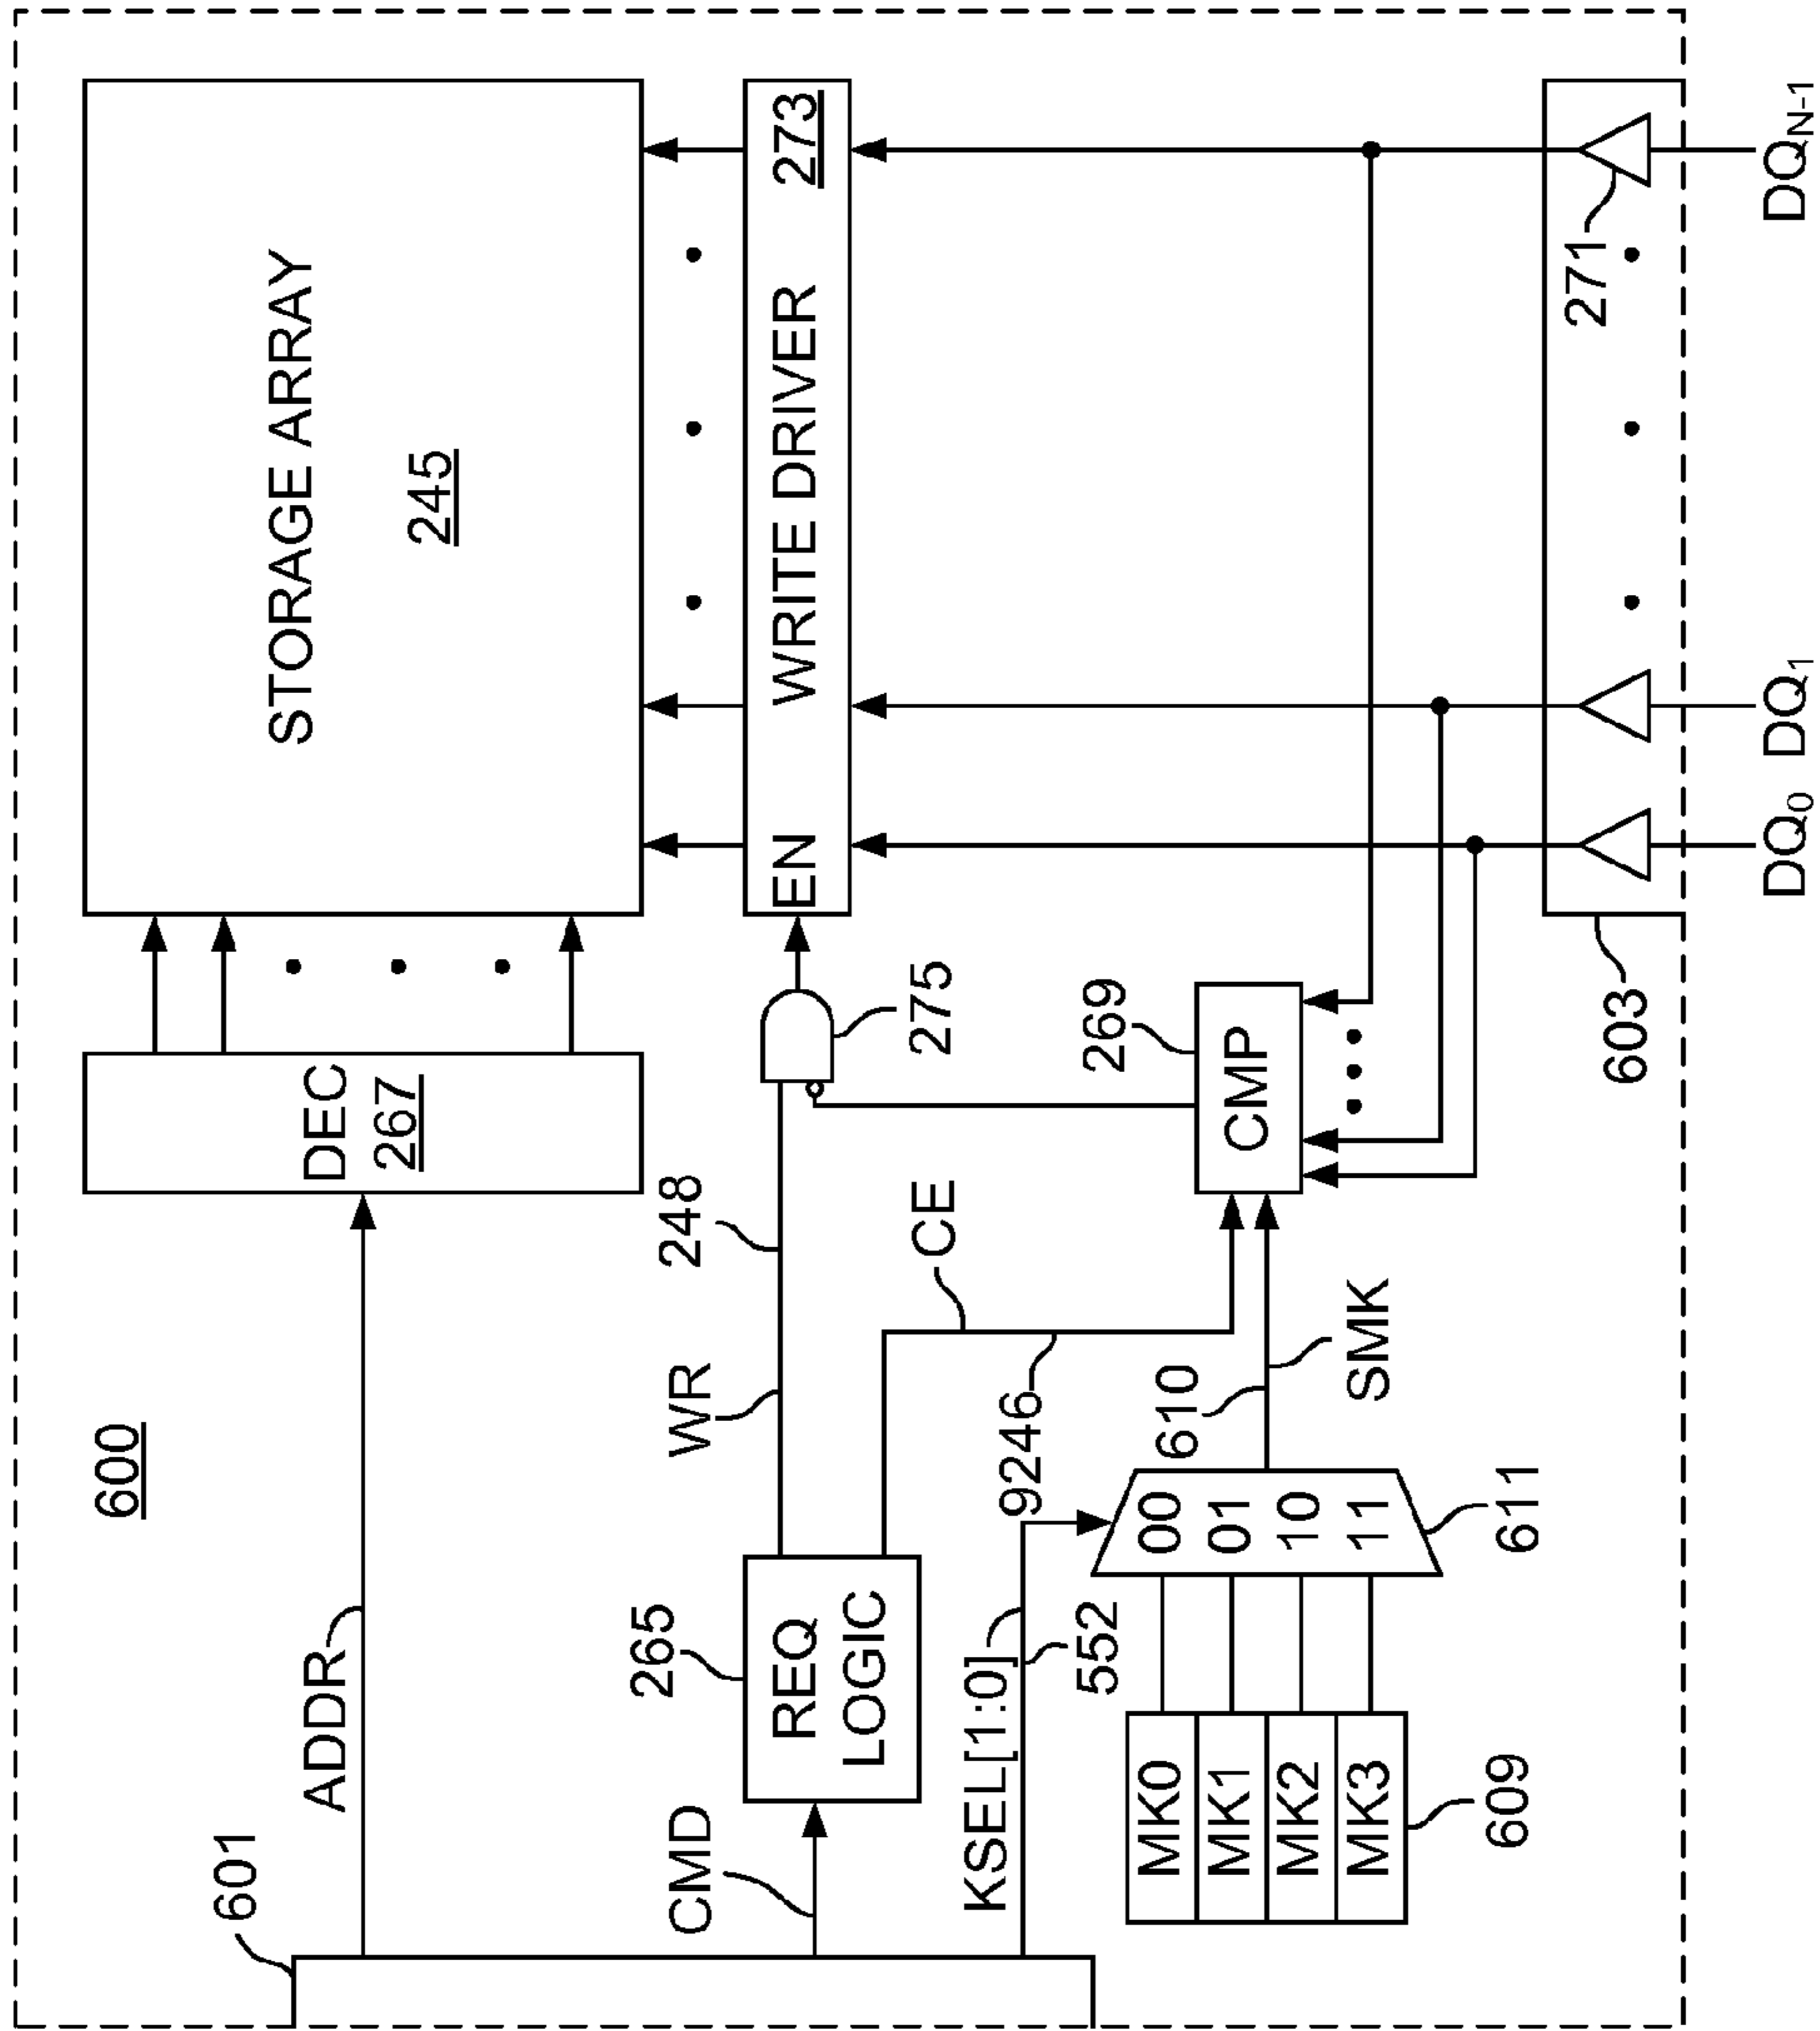 600
601
ADDR
DEC
267
STORAGE ARRAY
245
CMD
265
REQ
LOGIC
WR
248
275
EN
WRITE DRIVER
273
KSEL[1:0]
552
9246
CE
269
CMP
MK0
MK1
MK2
MK3
609
00
01
10
11
611
610
SMK
603
271
DQ0
DQ1
DQN-1